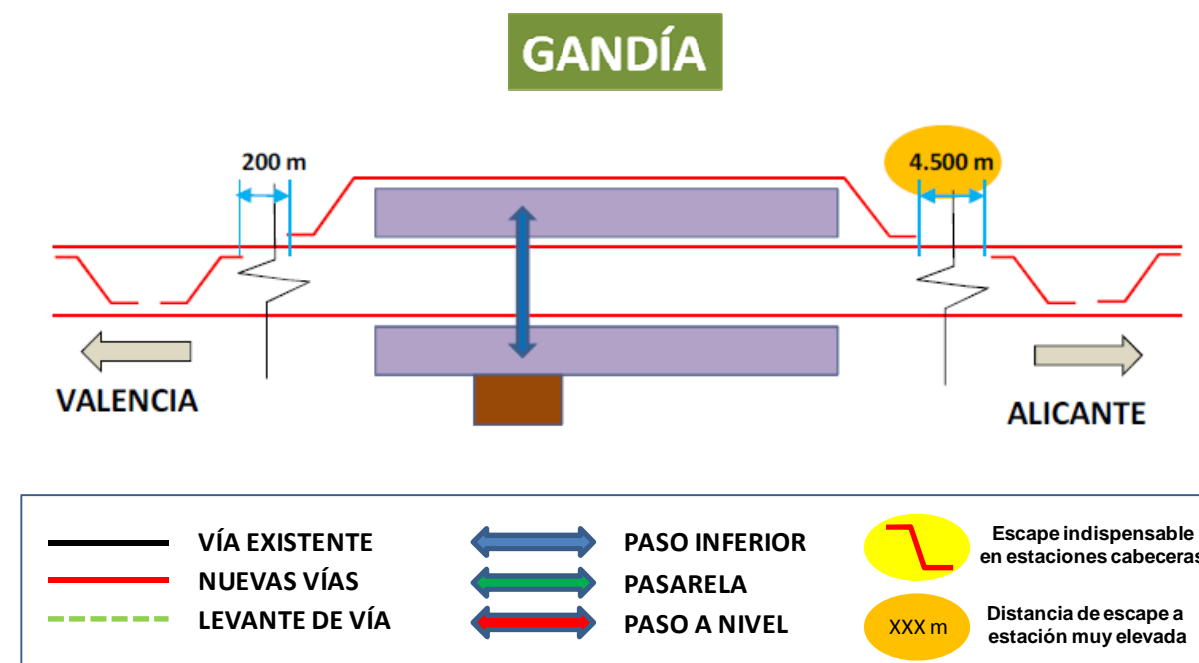 GANDÍA
200 m
4.500 m
VALENCIA
ALICANTE
VÍA EXISTENTE
NUEVAS VÍAS
LEVANTE DE VÍA
PASO INFERIOR
PASARELA
PASO A NIVEL
Escape indispensable
en estaciones cabeceras
XXX m
Distancia de escape a
estación muy elevada